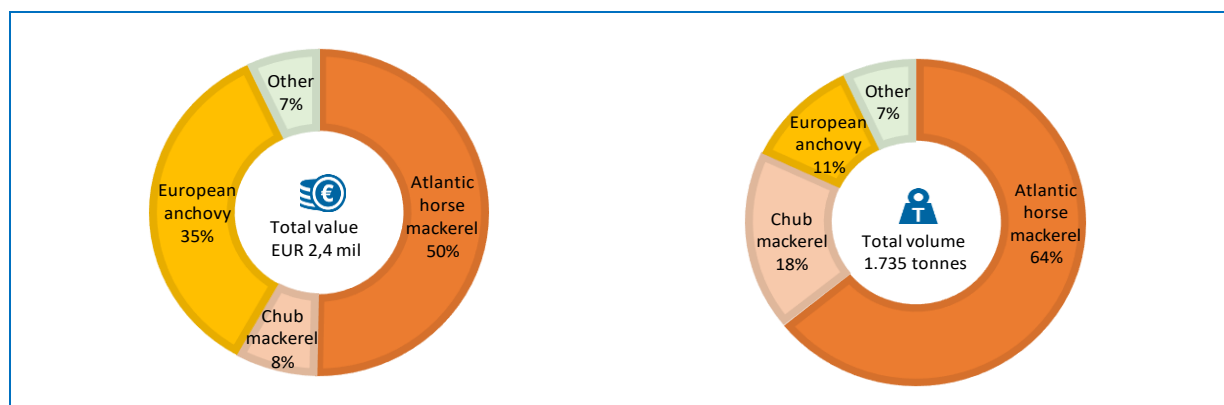 Other
7%
European
anchovy
35%
Atlantic
horse
mackerel
50%
Total value
EUR 2,4 mil
Chub
mackerel
8%
Other
7%
European
anchovy
11%
Atlantic
horse
mackerel
64%
Chub
mackerel
18%
T
Total volume
1.735 tonnes